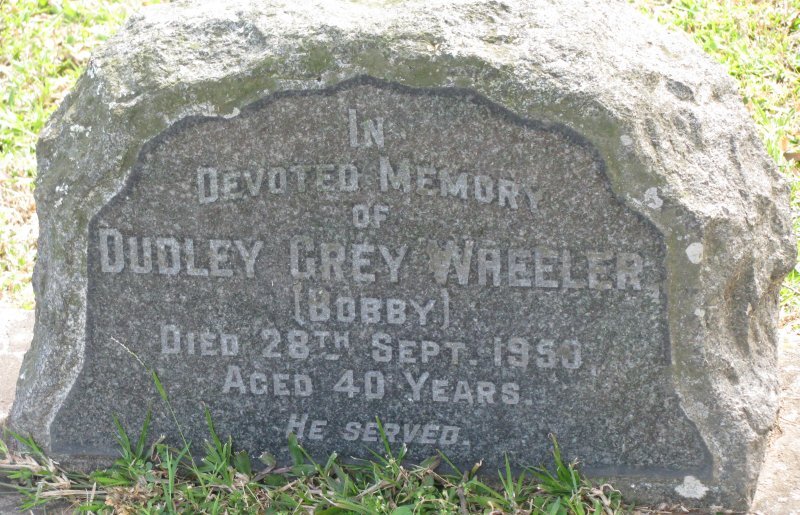 IN
DEVOTED MEMORY
OF
DUDLEY GREY WHEELER,
(BOBBY)
DIED 28TH SEPT. 1953,
AGED 40 YEARS.
HE SERVED.